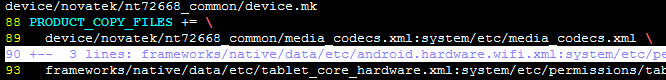 device/novatek/nt72668_common/device.mk
88 PRODUCT_COPY_FILES += \
89   device/novatek/nt72668_common/media_codecs.xml:system/etc/media_codecs.xml \
90 +--  3 lines: frameworks/native/data/etc/android.hardware.wifi.xml:system/etc/pe
93   frameworks/native/data/etc/tablet_core_hardware.xml:system/etc/permissions/ta